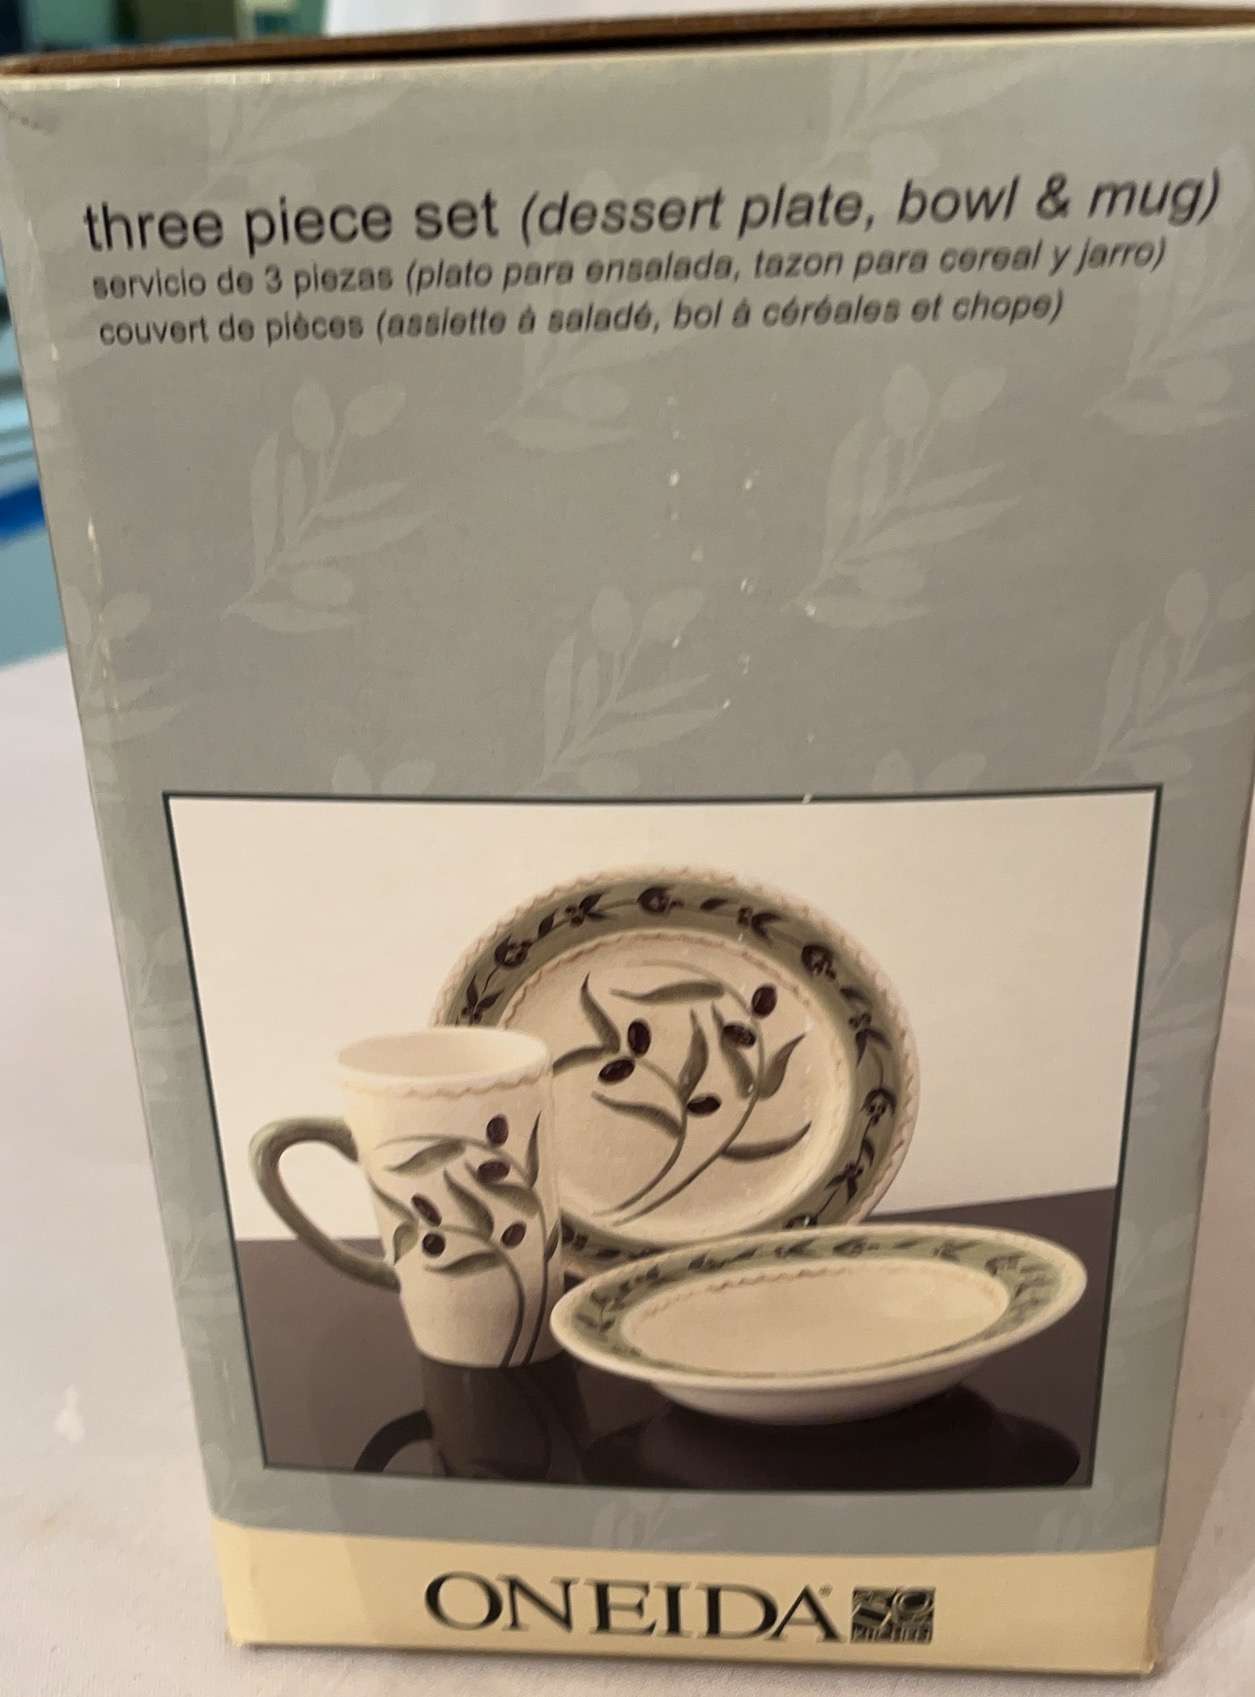 three piece set (dessert plate, bowl & mug)
servicio de 3 piezas (plato para ensalada, tazon para cereal y jarro)
couvert de pièces (assiette à saladé, bol à céréales et chope)
ONEIDA®
KITCHEN